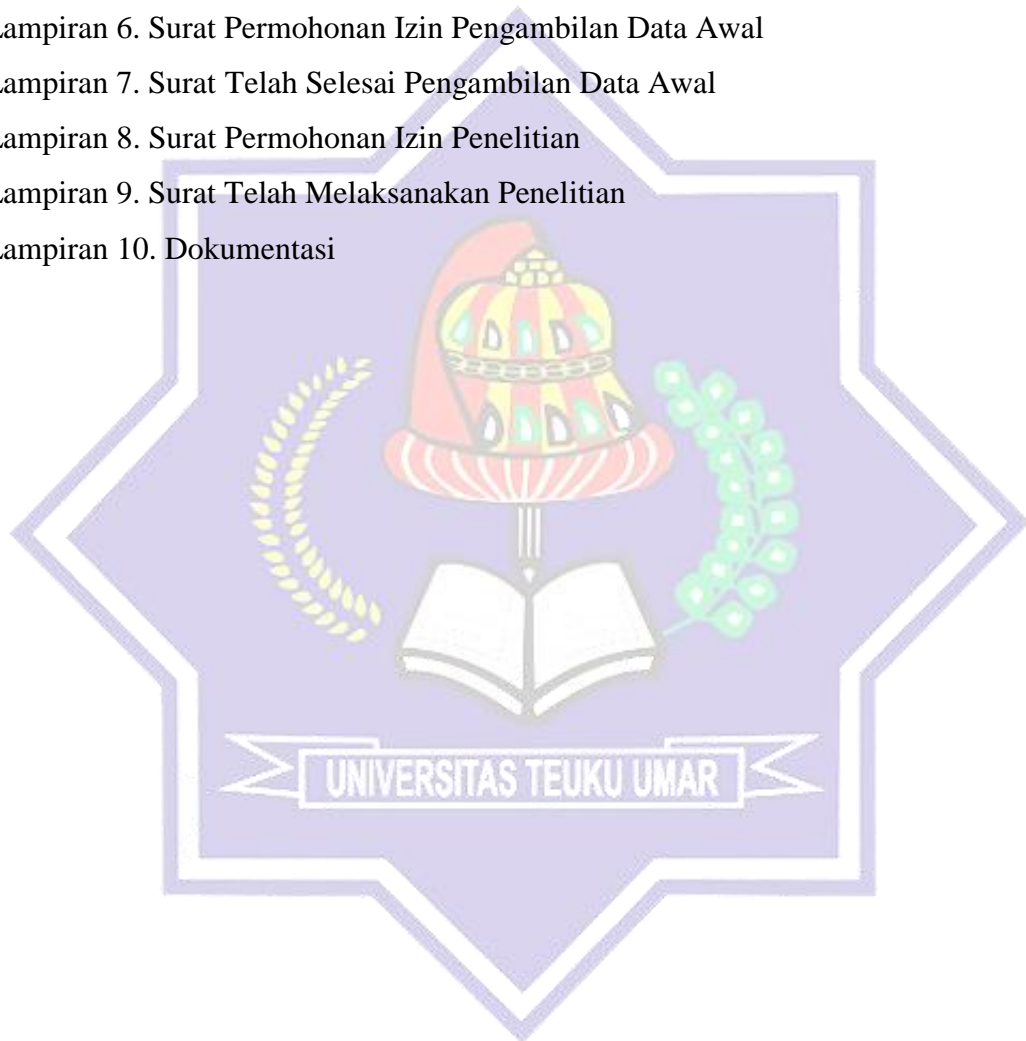 Lampiran 6. Surat Permohonan Izin Pengambilan Data Awal
Lampiran 7. Surat Telah Selesai Pengambilan Data Awal
Lampiran 8. Surat Permohonan Izin Penelitian
Lampiran 9. Surat Telah Melaksanakan Penelitian
Lampiran 10. Dokumentasi
UNIVERSITAS TEUKU UMAR